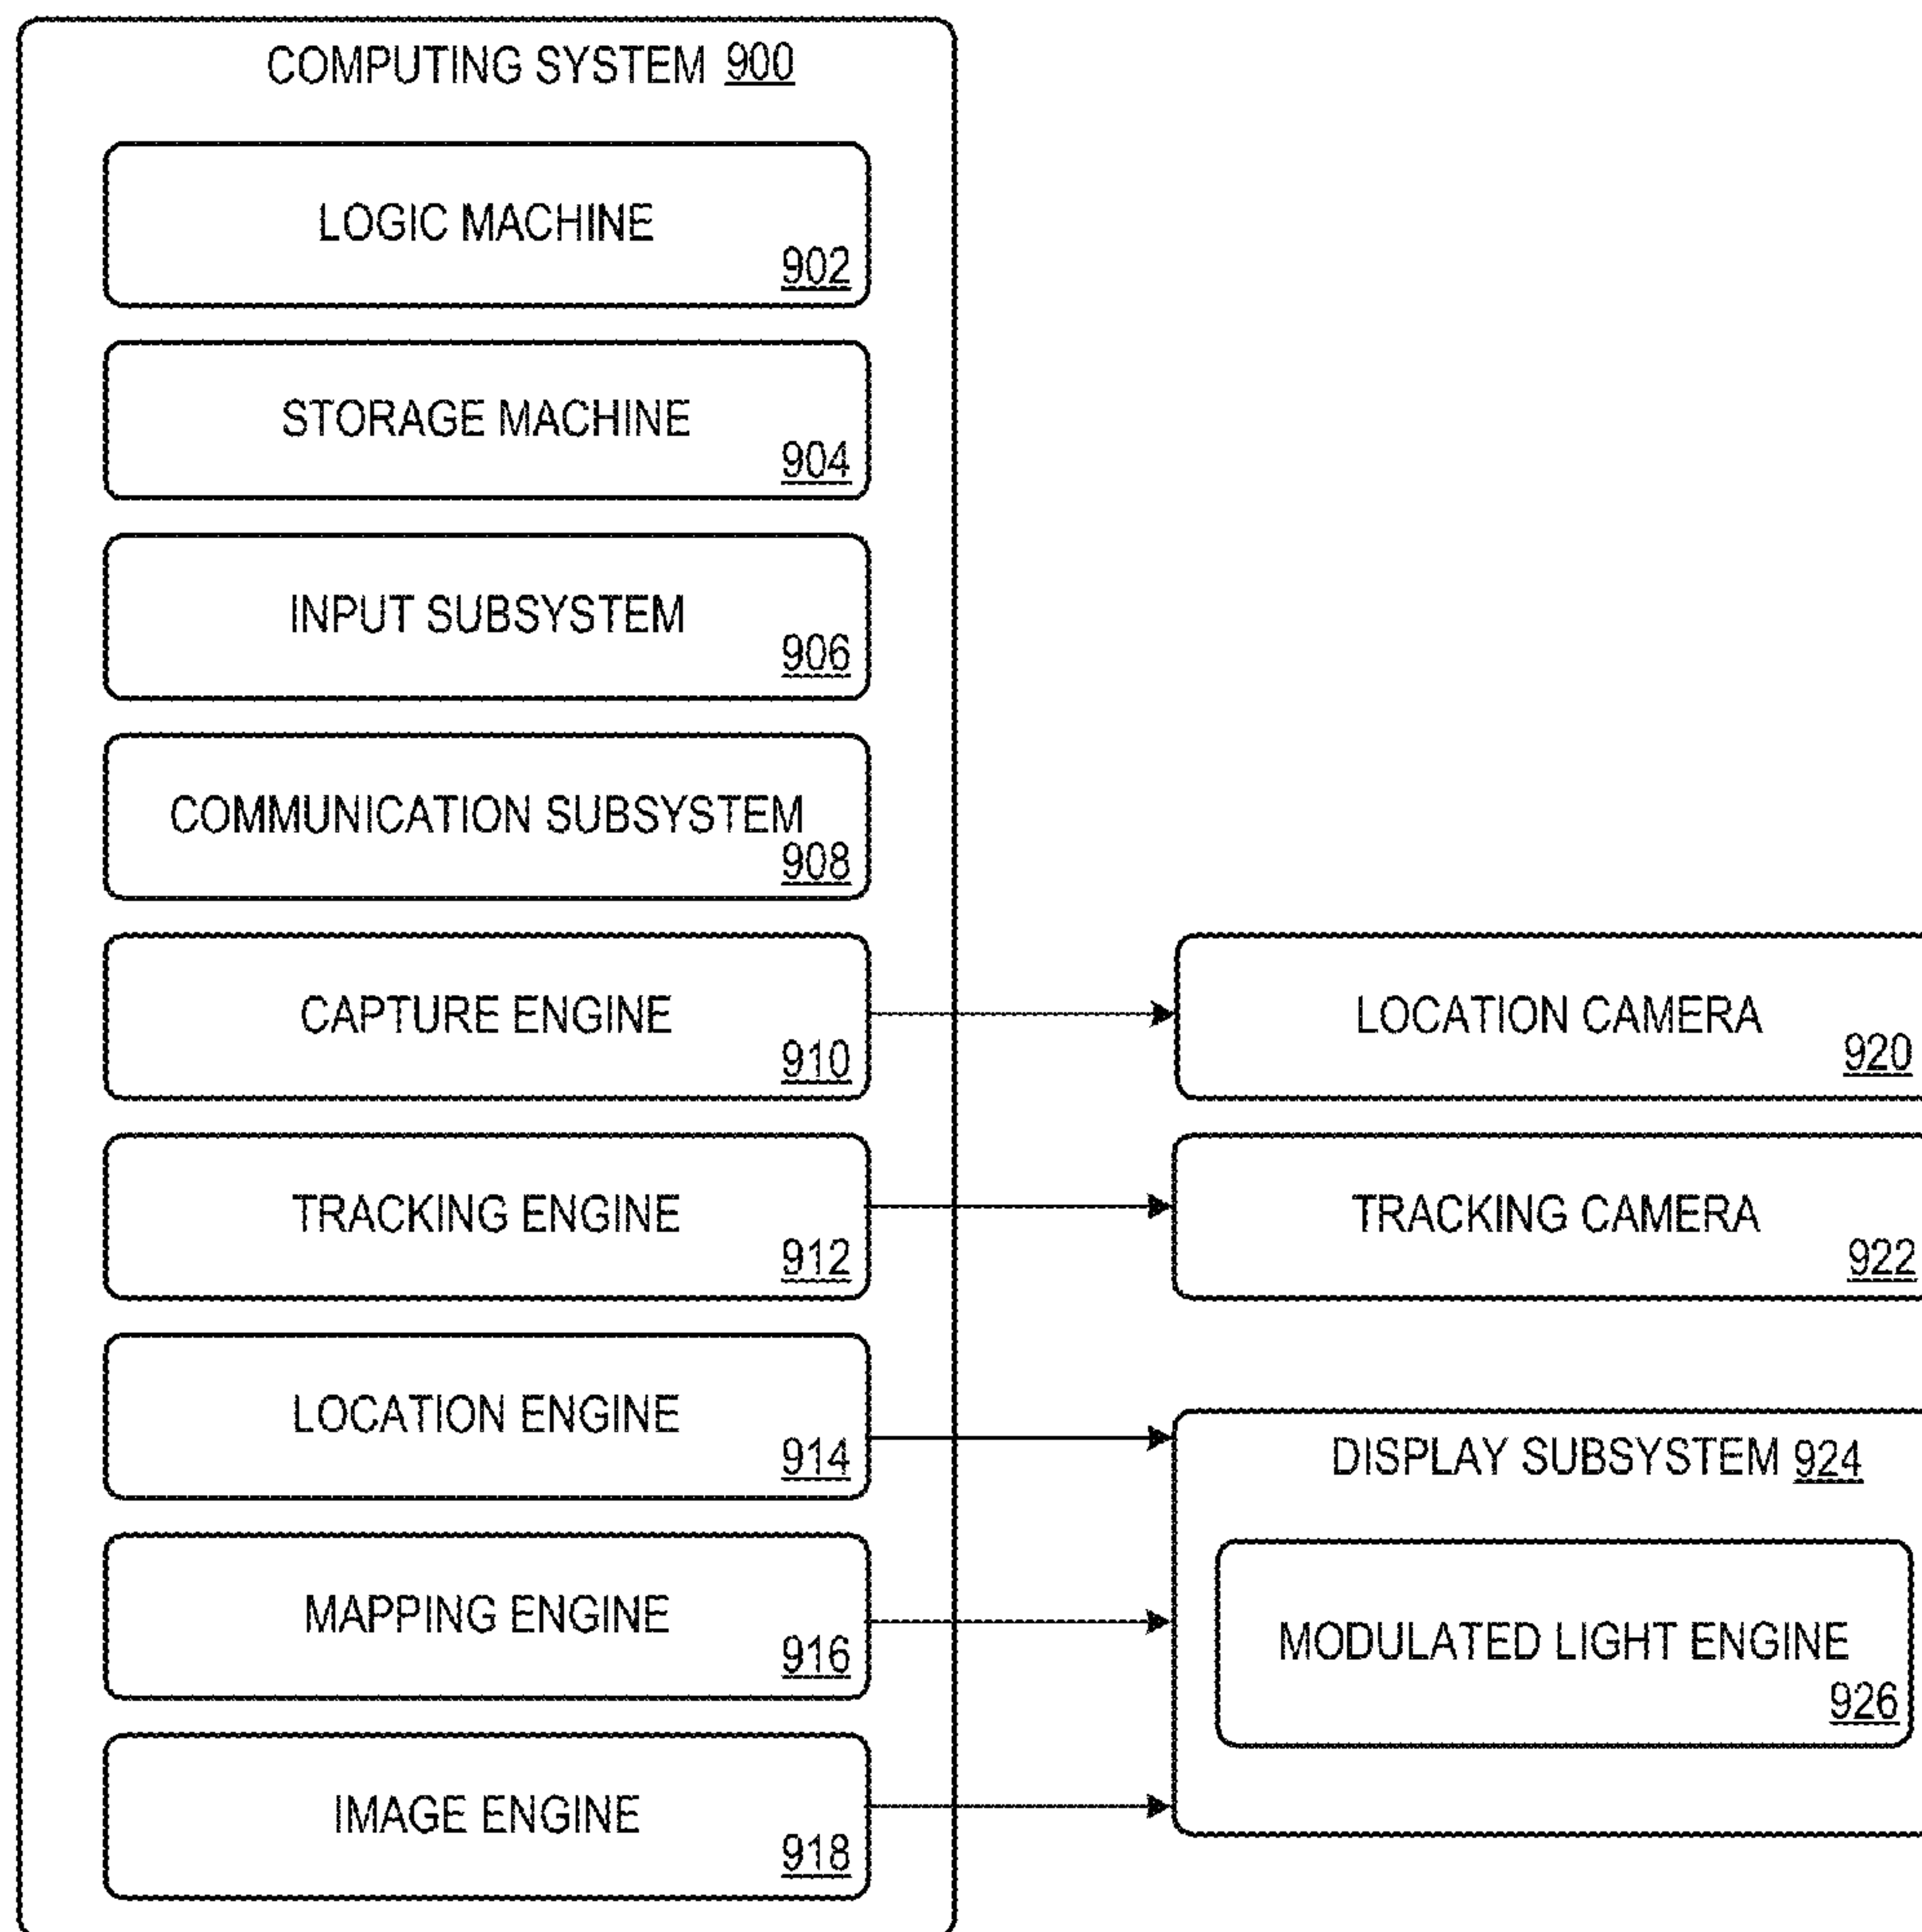 COMPUTING SYSTEM 900
LOGIC MACHINE
902
STORAGE MACHINE
904
INPUT SUBSYSTEM
906
COMMUNICATION SUBSYSTEM
908
CAPTURE ENGINE
910
LOCATION CAMERA
920
TRACKING ENGINE
912
TRACKING CAMERA
922
LOCATION ENGINE
914
DISPLAY SUBSYSTEM 924
MAPPING ENGINE
916
MODULATED LIGHT ENGINE
926
IMAGE ENGINE
918